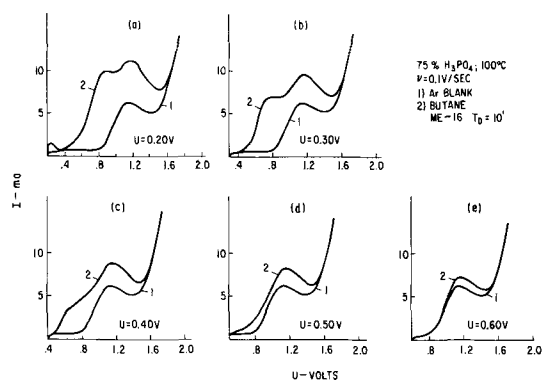 (a)
10
5
2
1
U=0.20V
.4 .8 1.2 1.6 2.0
(b)
10
5
2
1
U=0.30V
.4 .8 1.2 1.6 2.0
75 % H3PO4; 100°C
ν=0.1V/SEC
1) Ar BLANK
2) BUTANE
ME-16 TD = 10'
I-ma
(c)
10
5
2
1
U=0.40V
.4 .8 1.2 1.6 2.0
(d)
10
5
2
1
U=0.50V
.8 1.2 1.6 2.0
(e)
10
5
2
1
U=0.60V
.8 1.2 1.6 2.0
U-VOLTS